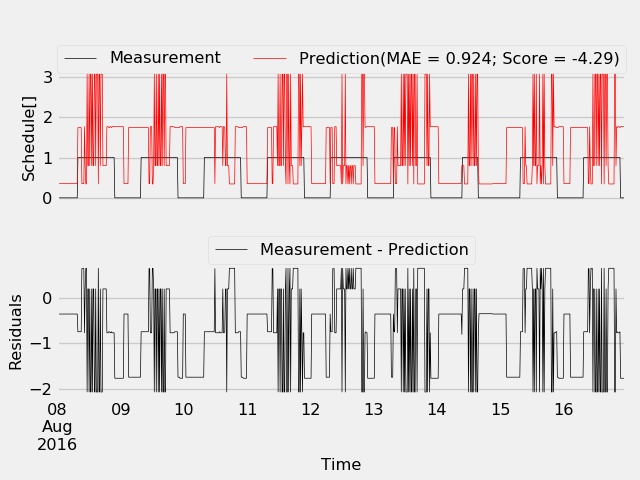 Measurement
Prediction(MAE = 0.924; Score = -4.29)
3
2
1
0
Schedule[]
Measurement - Prediction
0
−1
−2
Residuals
08 09 10 11 12 13 14 15 16
Aug
2016
Time